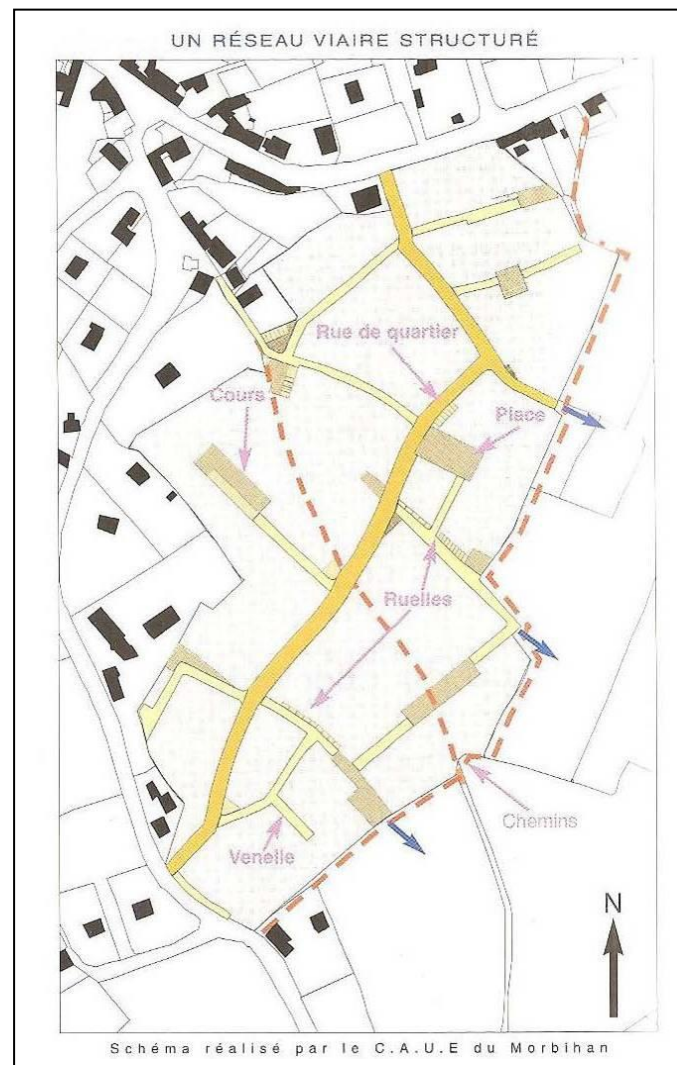 UN RÉSEAU VIAIRE STRUCTURÉ
Rue de quartier
Cours
Place
Ruelles
Chemins
Venelle
N
Schéma réalisé par le C.A.U.E du Morbihan